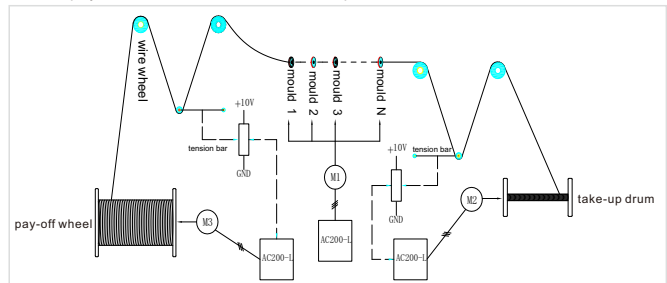 wire wheel
mould 1
mould 2
mould 3
mould N
+10V
tension bar
GND
+10V
tension bar
GND
M1
M2
M3
pay-off wheel
take-up drum
AC200-L
AC200-L
AC200-L